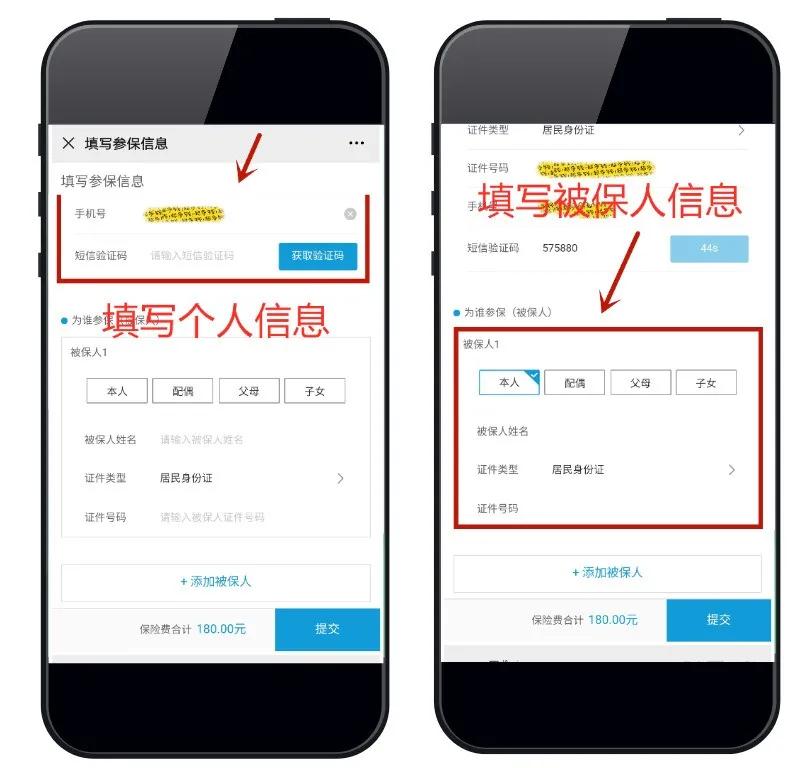 填写参保信息
填写参保信息
手机号
短信验证码 请输入短信验证码 获取验证码
填写个人信息
为谁参保（被保人）
被保人1
本人 配偶 父母 子女
被保人姓名 请输入被保人姓名
证件类型 居民身份证
证件号码 请输入被保人证件号码
+ 添加被保人
保险费合计 180.00元 提交
证件类型 居民身份证
证件号码
填写被保人信息
短信验证码 575880 44s
为谁参保（被保人）
被保人1
本人 配偶 父母 子女
被保人姓名
证件类型 居民身份证
证件号码
+ 添加被保人
保险费合计 180.00元 提交